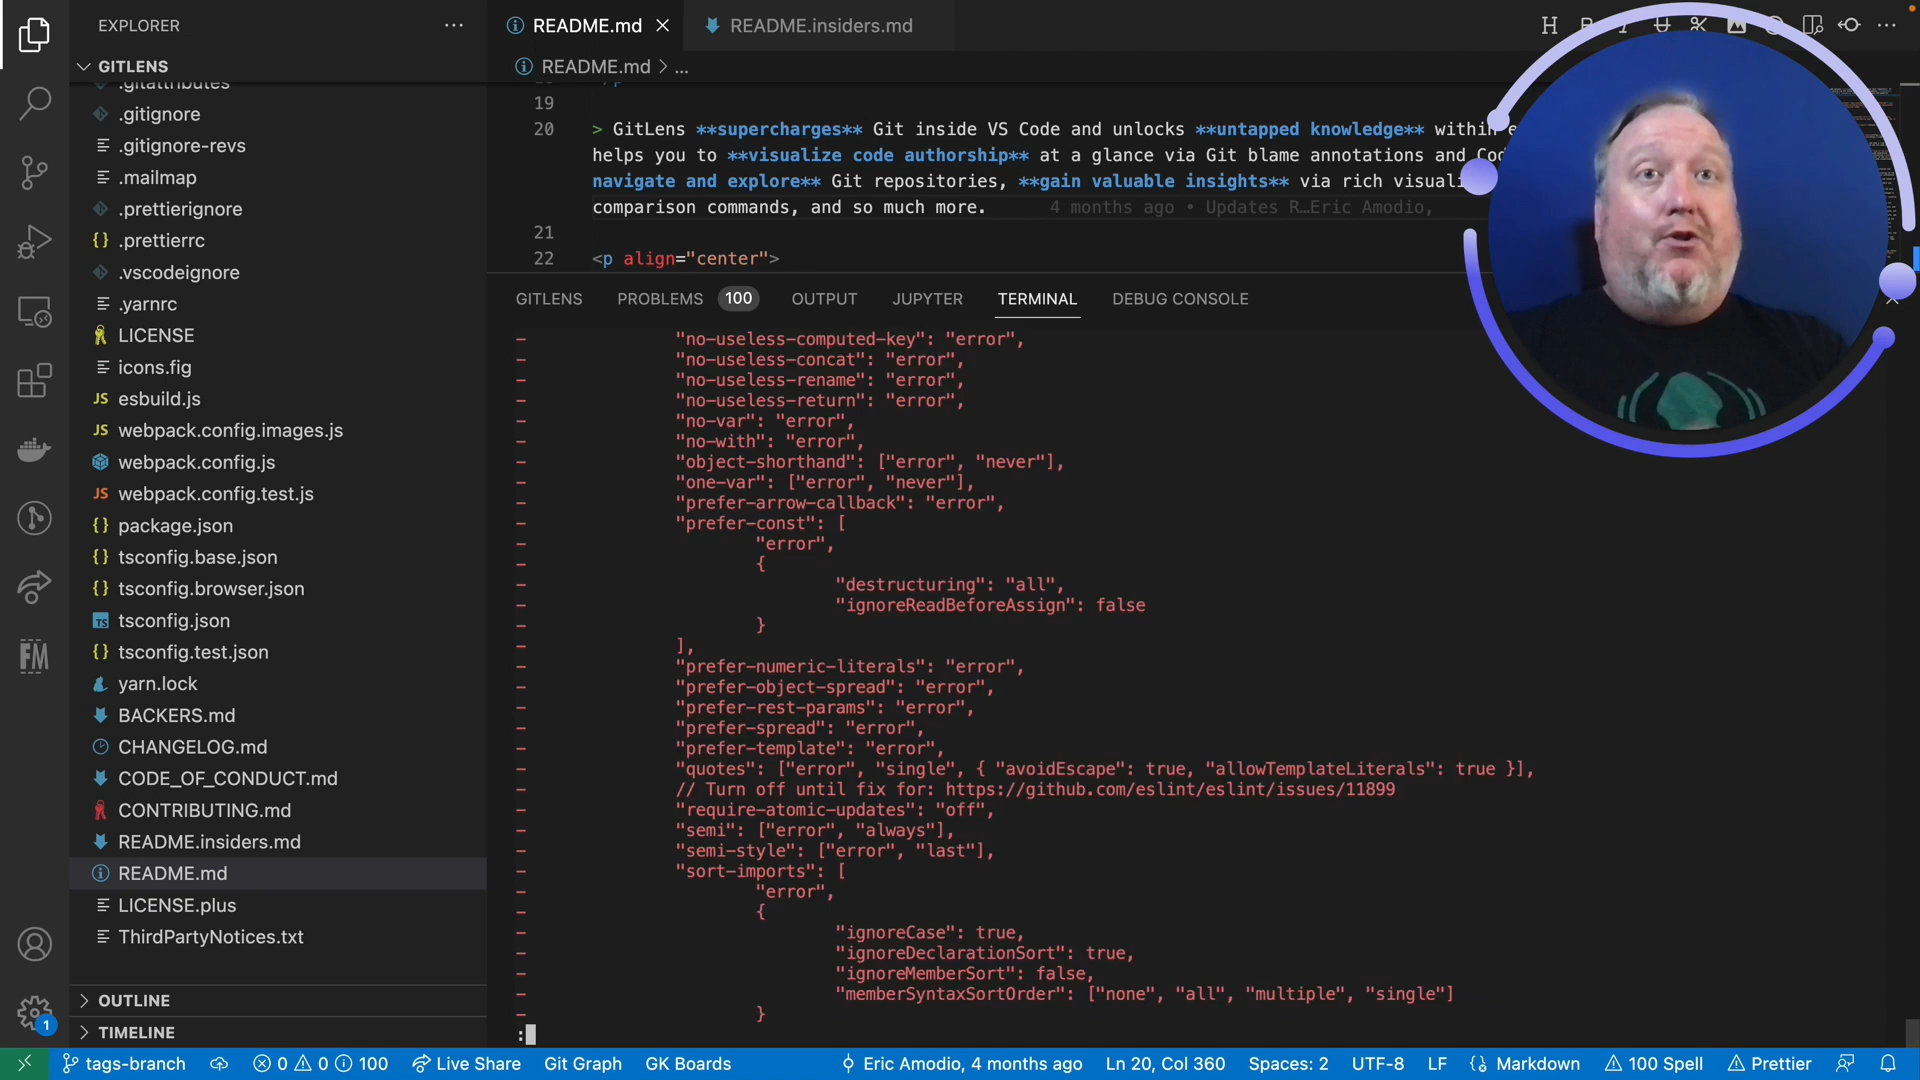 EXPLORER
README.md
README.insiders.md
GITLENS
README.md > ...
.gitattributes
.gitignore
.gitignore-revs
.mailmap
.prettierignore
.prettierrc
.vscodeignore
.yarnrc
LICENSE
icons.fig
esbuild.js
webpack.config.images.js
webpack.config.js
webpack.config.test.js
package.json
tsconfig.base.json
tsconfig.browser.json
tsconfig.json
tsconfig.test.json
yarn.lock
BACKERS.md
CHANGELOG.md
CODE_OF_CONDUCT.md
CONTRIBUTING.md
README.insiders.md
README.md
LICENSE.plus
ThirdPartyNotices.txt
OUTLINE
TIMELINE
19
20 > GitLens **supercharges** Git inside VS Code and unlocks **untapped knowledge** within
helps you to **visualize code authorship** at a glance via Git blame annotations and
navigate and explore** Git repositories, **gain valuable insights** via rich
comparison commands, and so much more. 4 months ago • Updates R…Eric Amodio,
21
22 <p align="center">
GITLENS PROBLEMS 100 OUTPUT JUPYTER TERMINAL DEBUG CONSOLE
- "no-useless-computed-key": "error",
- "no-useless-concat": "error",
- "no-useless-rename": "error",
- "no-useless-return": "error",
- "no-var": "error",
- "no-with": "error",
- "object-shorthand": ["error", "never"],
- "one-var": ["error", "never"],
- "prefer-arrow-callback": "error",
- "prefer-const": [
- "error",
- {
- "destructuring": "all",
- "ignoreReadBeforeAssign": false
- }
- ],
- "prefer-numeric-literals": "error",
- "prefer-object-spread": "error",
- "prefer-rest-params": "error",
- "prefer-spread": "error",
- "prefer-template": "error",
- "quotes": ["error", "single", { "avoidEscape": true, "allowTemplateLiterals": true }],
- // Turn off until fix for: https://github.com/eslint/eslint/issues/11899
- "require-atomic-updates": "off",
- "semi": ["error", "always"],
- "semi-style": ["error", "last"],
- "sort-imports": [
- "error",
- {
- "ignoreCase": true,
- "ignoreDeclarationSort": true,
- "ignoreMemberSort": false,
- "memberSyntaxSortOrder": ["none", "all", "multiple", "single"]
- }
:
FM
1
tags-branch 0 0 100 Live Share Git Graph GK Boards Eric Amodio, 4 months ago Ln 20, Col 360 Spaces: 2 UTF-8 LF {} Markdown 100 Spell Prettier